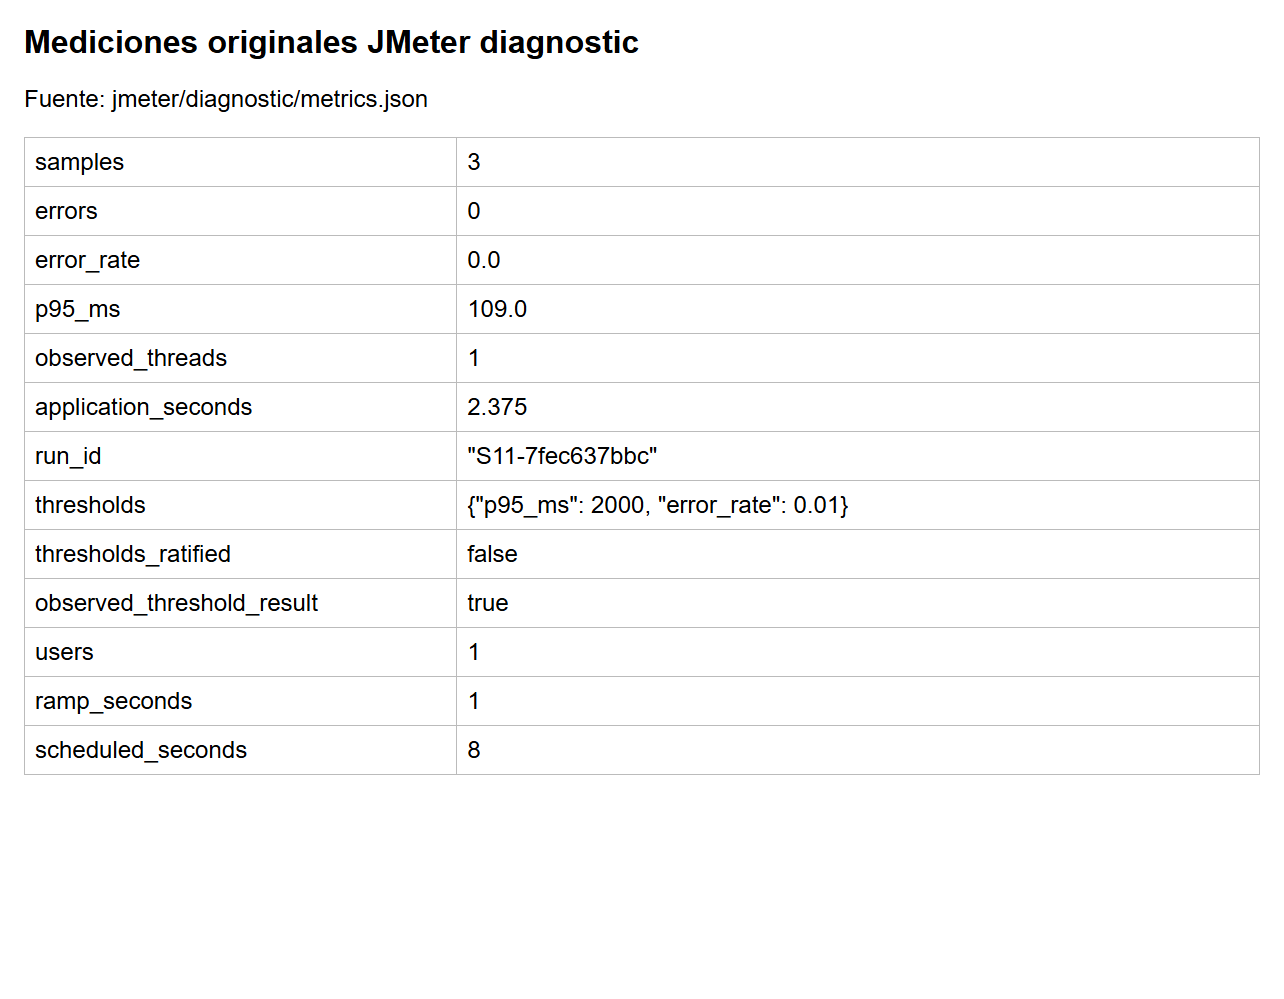 Mediciones originales JMeter diagnostic
Fuente: jmeter/diagnostic/metrics.json
samples 3
errors 0
error_rate 0.0
p95_ms 109.0
observed_threads 1
application_seconds 2.375
run_id "S11-7fec637bbc"
thresholds {"p95_ms": 2000, "error_rate": 0.01}
thresholds_ratified false
observed_threshold_result true
users 1
ramp_seconds 1
scheduled_seconds 8